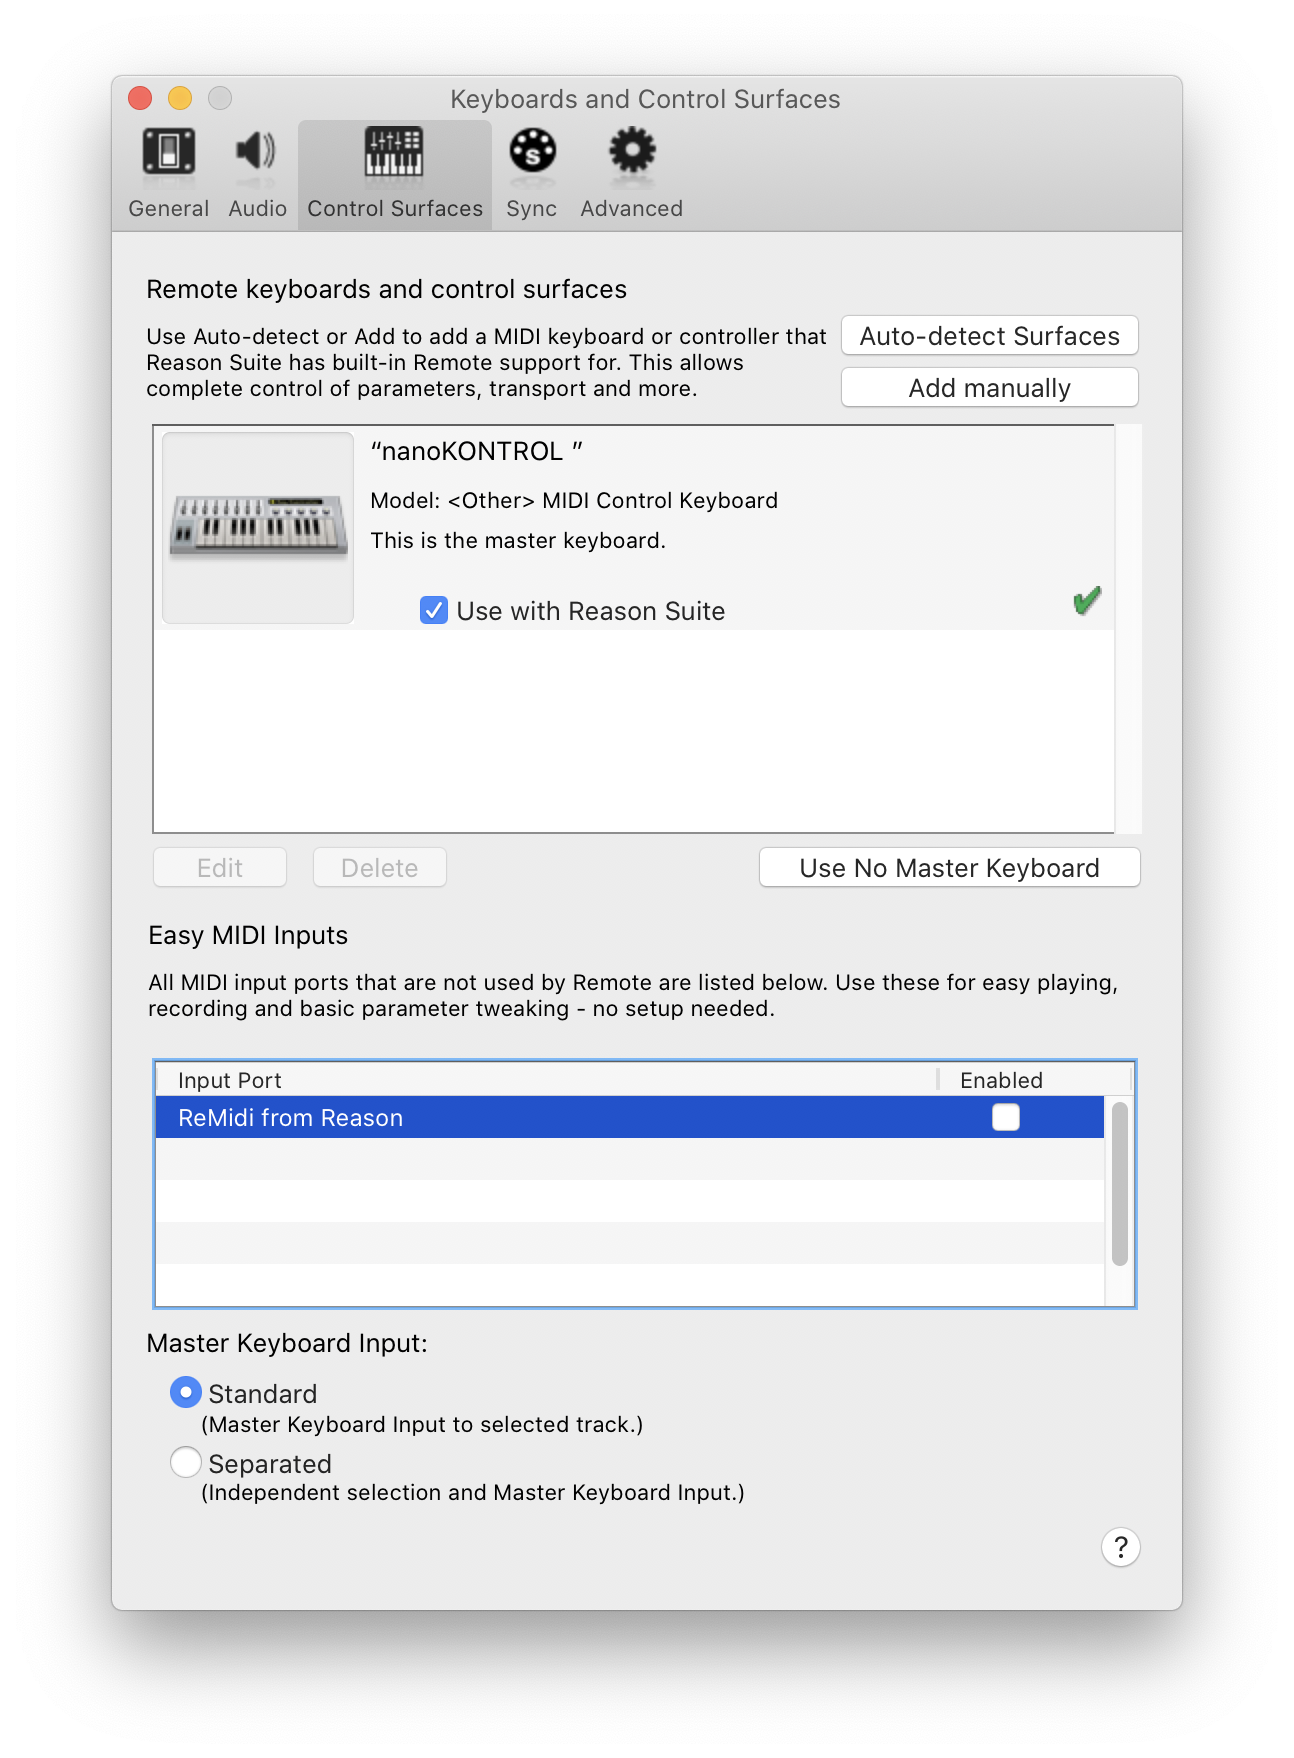 Keyboards and Control Surfaces
General Audio Control Surfaces Sync Advanced
Remote keyboards and control surfaces
Use Auto-detect or Add to add a MIDI keyboard or controller that
Reason Suite has built-in Remote support for. This allows
complete control of parameters, transport and more.
Auto-detect Surfaces
Add manually
“nanoKONTROL ”
Model: <Other> MIDI Control Keyboard
This is the master keyboard.
Use with Reason Suite
Edit Delete Use No Master Keyboard
Easy MIDI Inputs
All MIDI input ports that are not used by Remote are listed below. Use these for easy playing,
recording and basic parameter tweaking - no setup needed.
Input Port Enabled
ReMidi from Reason
Master Keyboard Input:
Standard
(Master Keyboard Input to selected track.)
Separated
(Independent selection and Master Keyboard Input.)
?